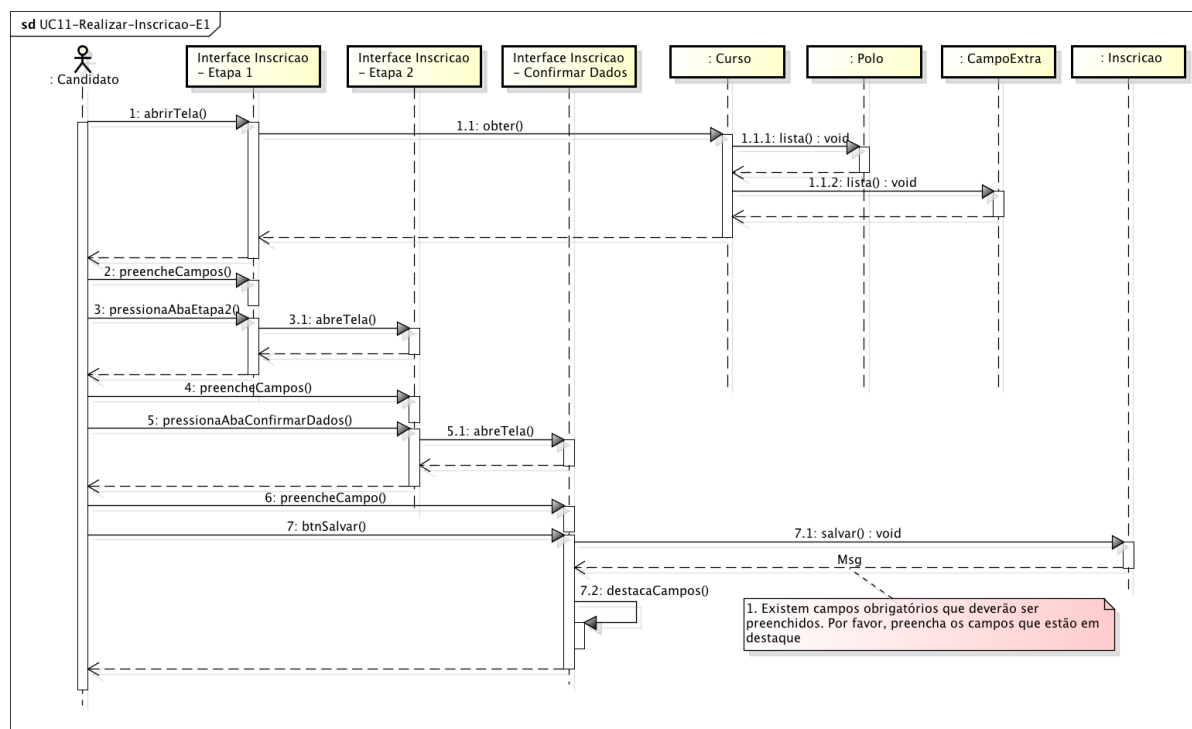 sd UC11-Realizar-Inscricao-E1
: Candidato
Interface Inscricao
- Etapa 1
Interface Inscricao
- Etapa 2
Interface Inscricao
- Confirmar Dados
: Curso
: Polo
: CampoExtra
: Inscricao
1: abrirTela()
1.1: obter()
1.1.1: lista() : void
1.1.2: lista() : void
2: preencheCampos()
3: pressionaAbaEtapa2()
3.1: abreTela()
4: preencheCampos()
5: pressionaAbaConfirmarDados()
5.1: abreTela()
6: preencheCampo()
7: btnSalvar()
7.1: salvar() : void
Msg
7.2: destacaCampos()
1. Existem campos obrigatórios que deverão ser
preenchidos. Por favor, preencha os campos que estão em
destaque